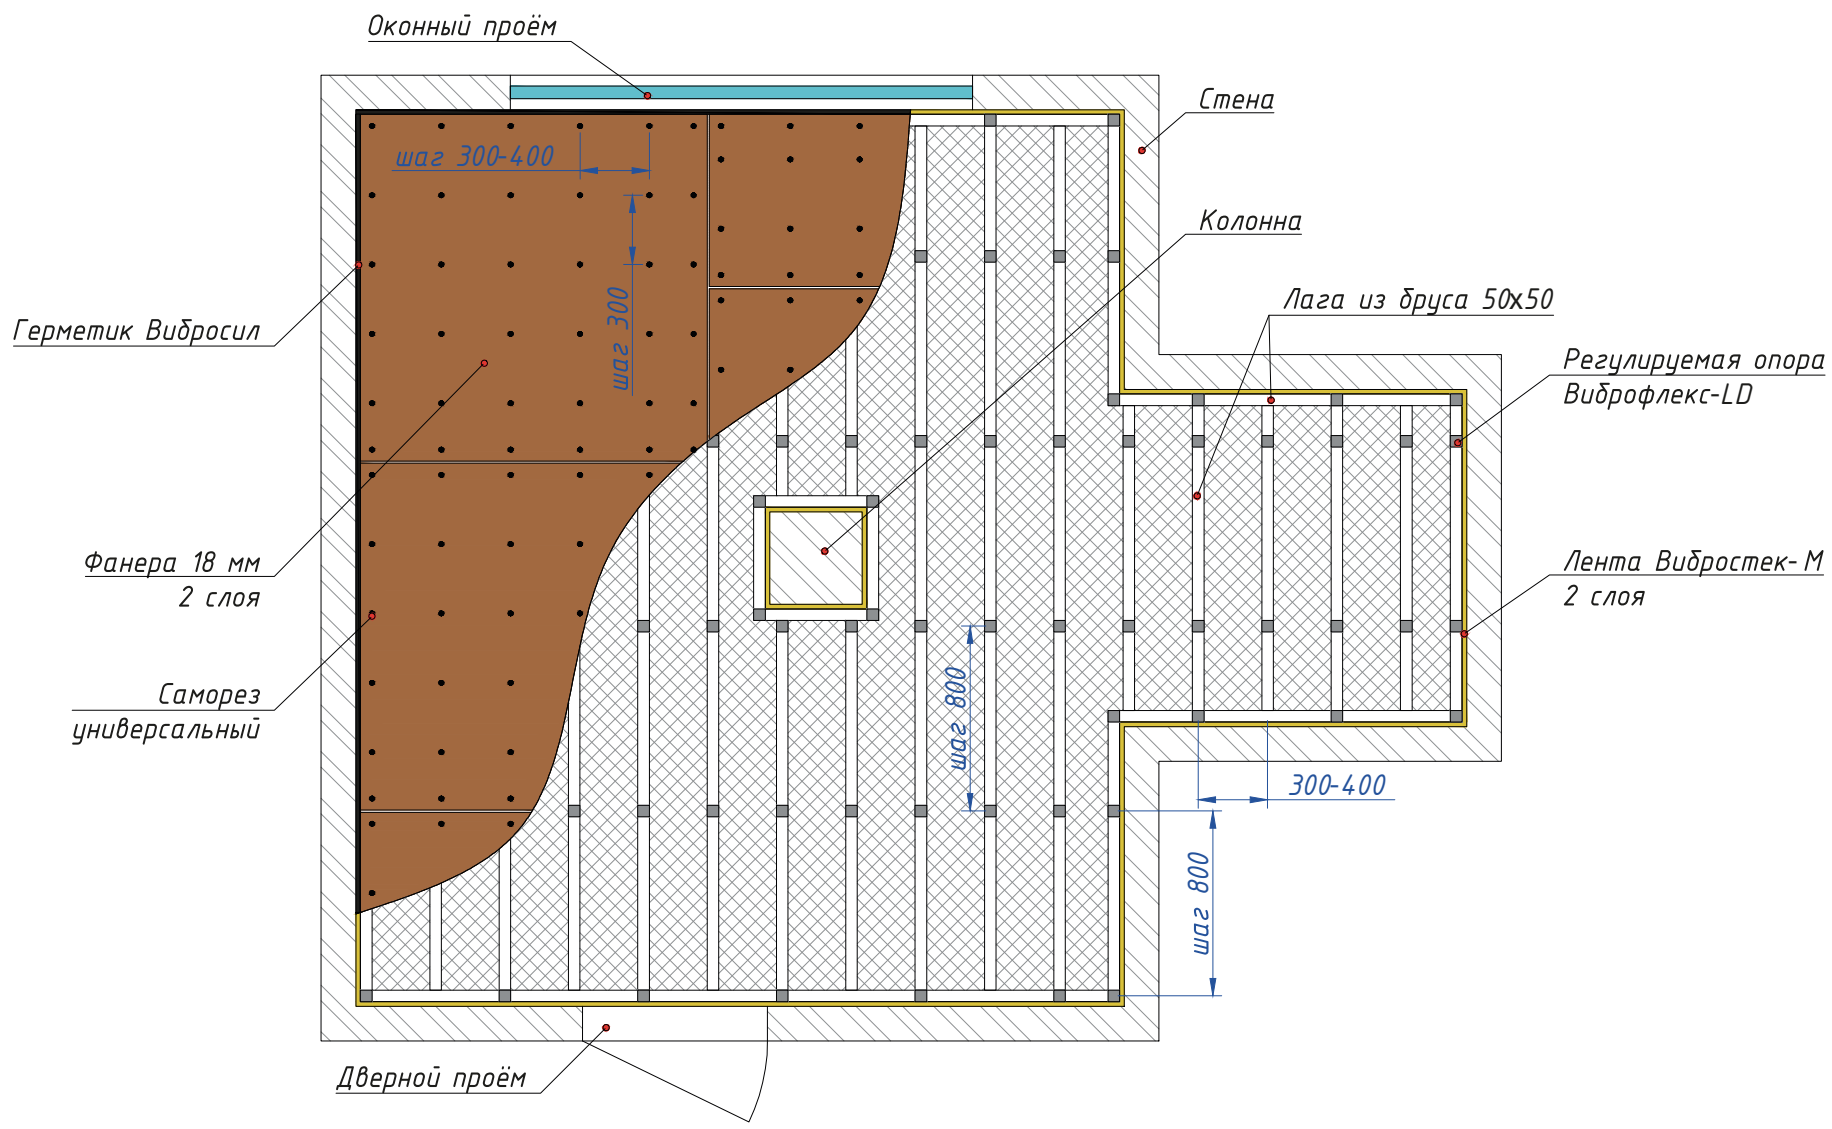 Оконный проём
Стена
шаг 300-400
Колонна
Лага из бруса 50х50
шаг 300
Герметик Вибросил
Регулируемая опора
Виброфлекс-LD
Фанера 18 мм
2 слоя
Лента Вибростек-М
2 слоя
Саморез
универсальный
шаг 800
300-400
шаг 800
Дверной проём